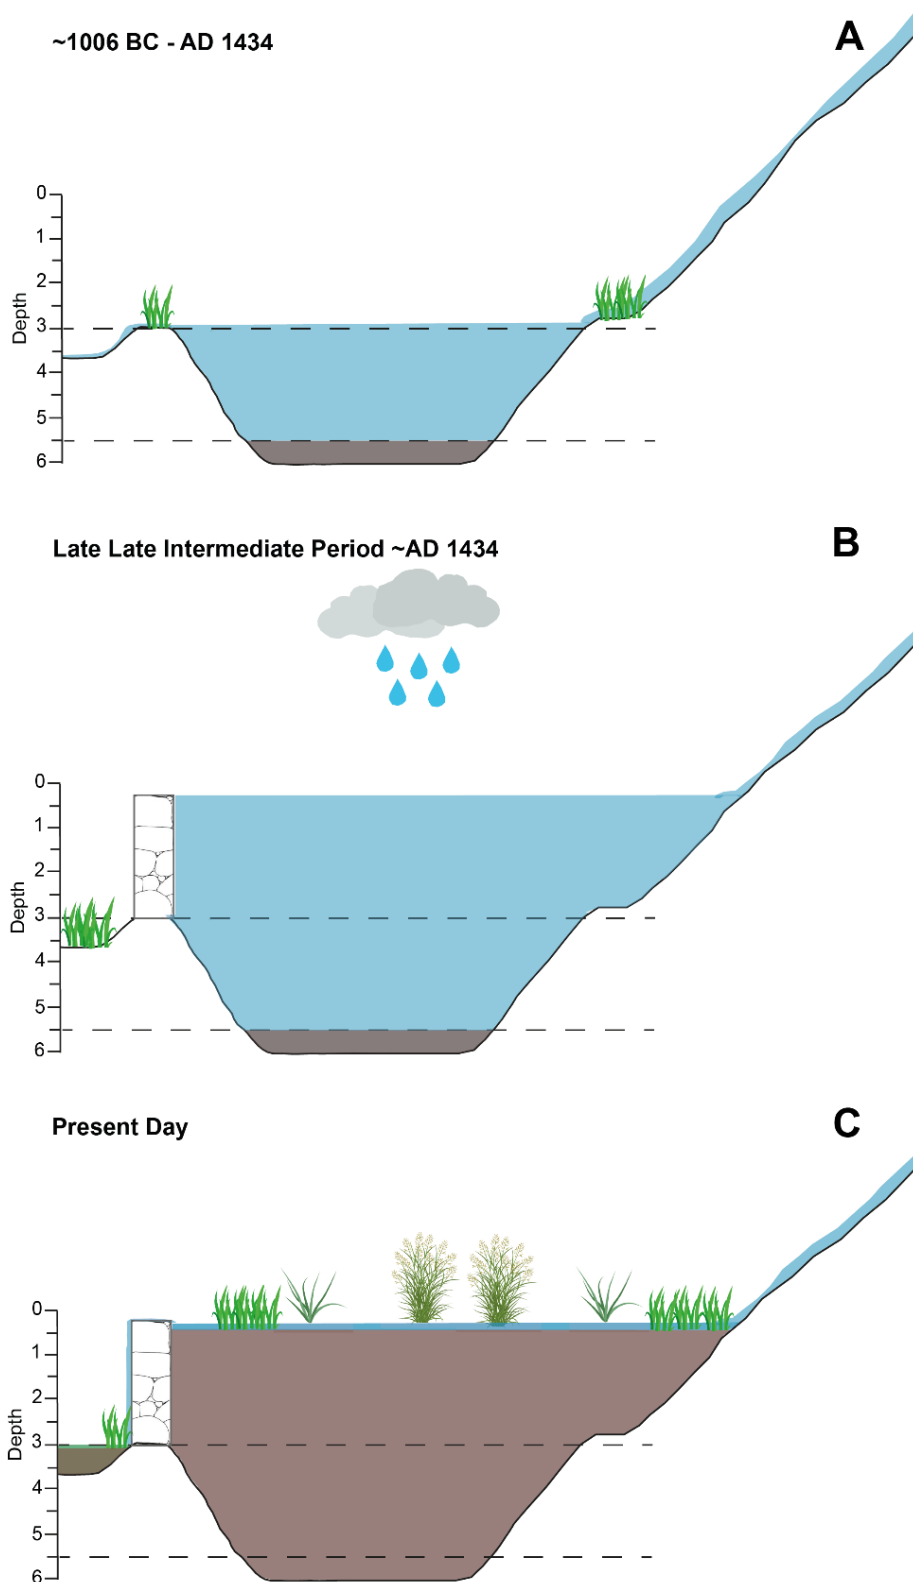 ~1006 BC - AD 1434
A
0
1
2
3
4
5
6
Depth
Late Late Intermediate Period ~AD 1434
B
0
1
2
3
4
5
6
Depth
Present Day
C
0
1
2
3
4
5
6
Depth